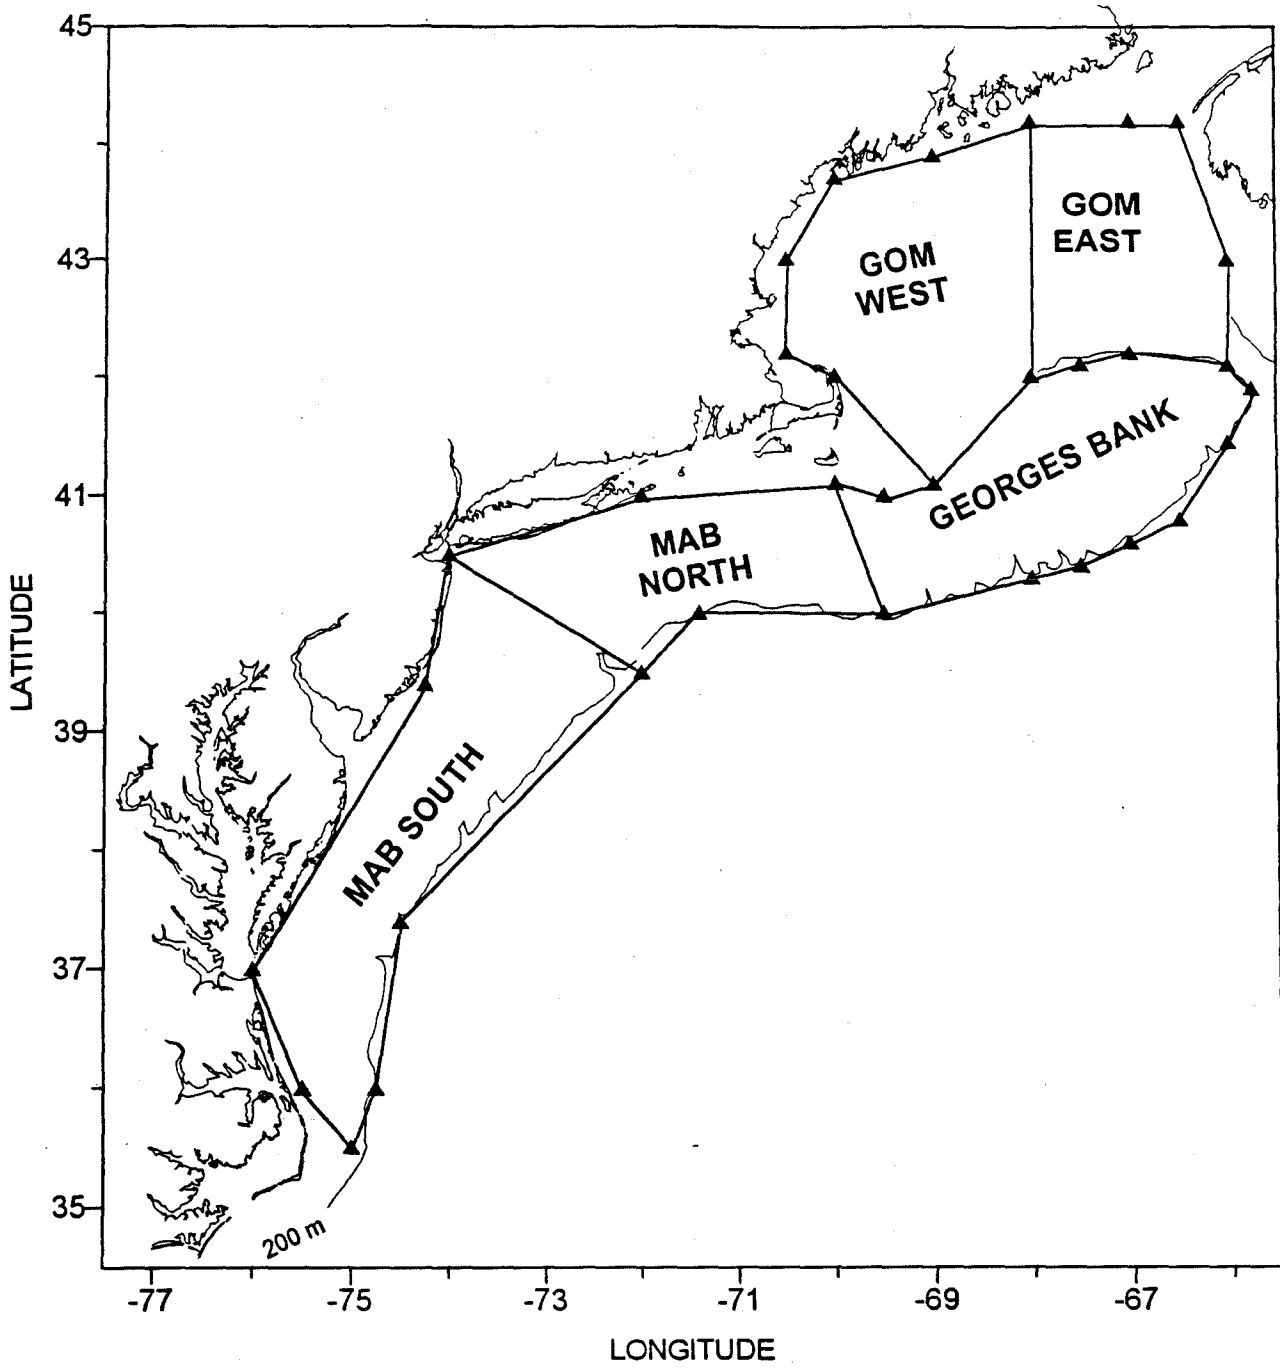 45
43
41
39
37
35
LATITUDE
GOM
EAST
GOM
WEST
GEORGES BANK
MAB
NORTH
MAB SOUTH
200 m
-77
-75
-73
-71
-69
-67
LONGITUDE